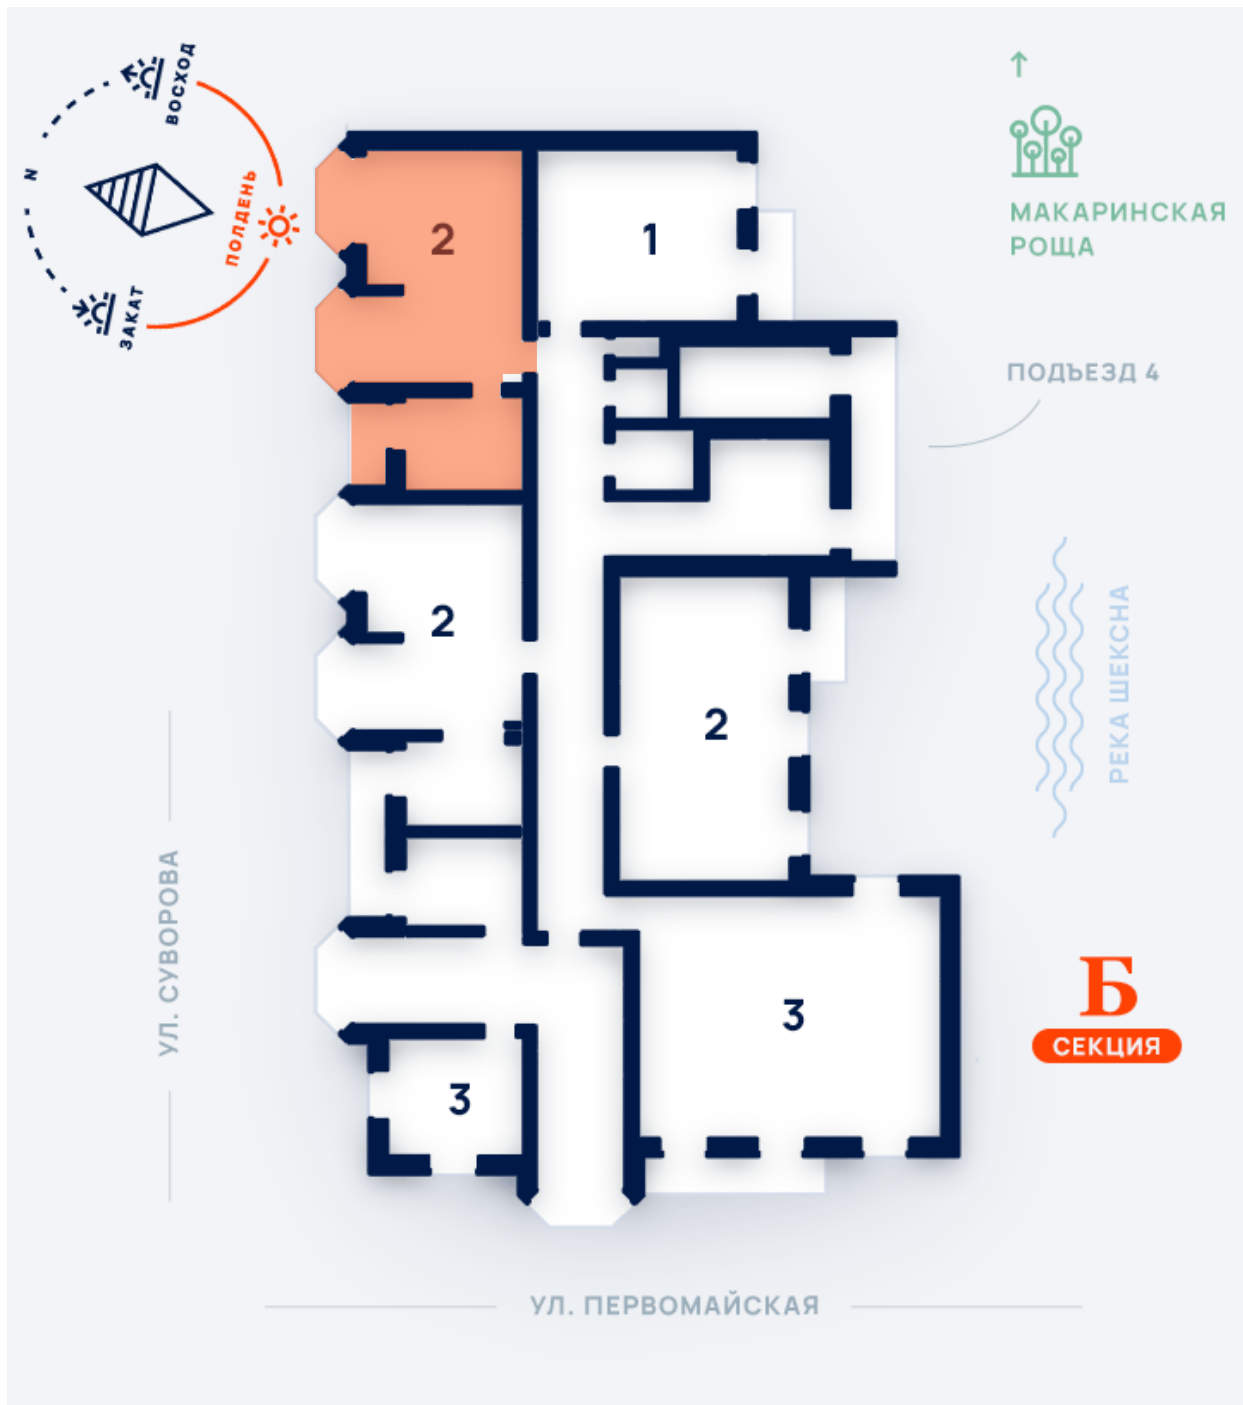 ВОСХОД
N
ПОЛДЕНЬ
ЗАКАТ
МАКАРИНСКАЯ
РОЩА
2
1
ПОДЪЕЗД 4
2
2
РЕКА ШЕКСНА
УЛ. СУВОРОВА
3
3
Б
СЕКЦИЯ
УЛ. ПЕРВОМАЙСКАЯ